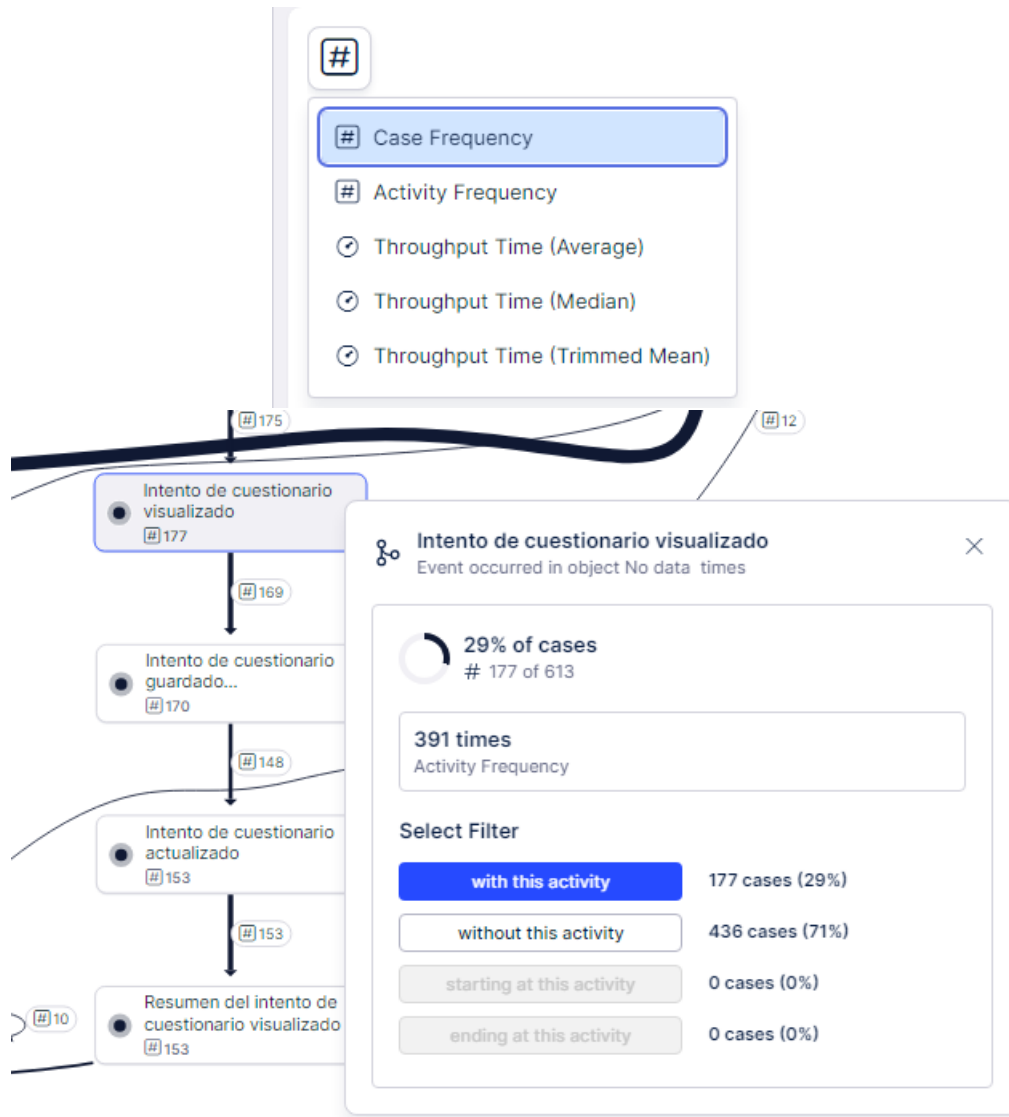 # Case Frequency
# Activity Frequency
Throughput Time (Average)
Throughput Time (Median)
Throughput Time (Trimmed Mean)
# 175
# 12
Intento de cuestionario
visualizado
# 177
# 169
Intento de cuestionario
guardado...
# 170
# 148
Intento de cuestionario
actualizado
# 153
# 153
Resumen del intento de
cuestionario visualizado
# 153
# 10
Intento de cuestionario visualizado
Event occurred in object No data times
29% of cases
# 177 of 613
391 times
Activity Frequency
Select Filter
with this activity 177 cases (29%)
without this activity 436 cases (71%)
starting at this activity 0 cases (0%)
ending at this activity 0 cases (0%)